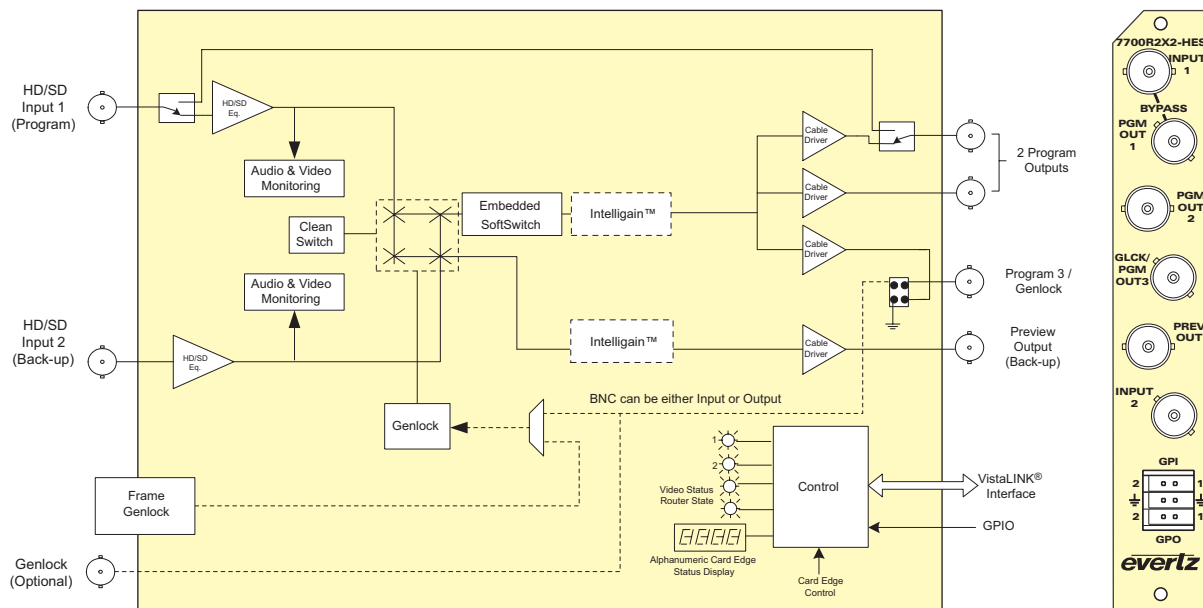 HD/SD
Input 1
(Program)
HD/SD
Eq.
Audio & Video
Monitoring
Clean
Switch
Embedded
SoftSwitch
Intelligain™
Cable
Driver
Cable
Driver
Cable
Driver
2 Program
Outputs
Program 3 /
Genlock
HD/SD
Input 2
(Back-up)
Audio & Video
Monitoring
HD/SD
Eq.
Intelligain™
Cable
Driver
Preview
Output
(Back-up)
BNC can be either Input or Output
Genlock
Frame
Genlock
Genlock
(Optional)
1
2
Video Status
Router State
Alphanumeric Card Edge
Status Display
Control
Card Edge
Control
VistaLINK®
Interface
GPIO
7700R2X2-HES
INPUT
1
BYPASS
PGM
OUT
1
PGM
OUT
2
GLCK/
PGM
OUT3
PREV
OUT
INPUT
2
GPI
2 1
2 1
GPO
evertz